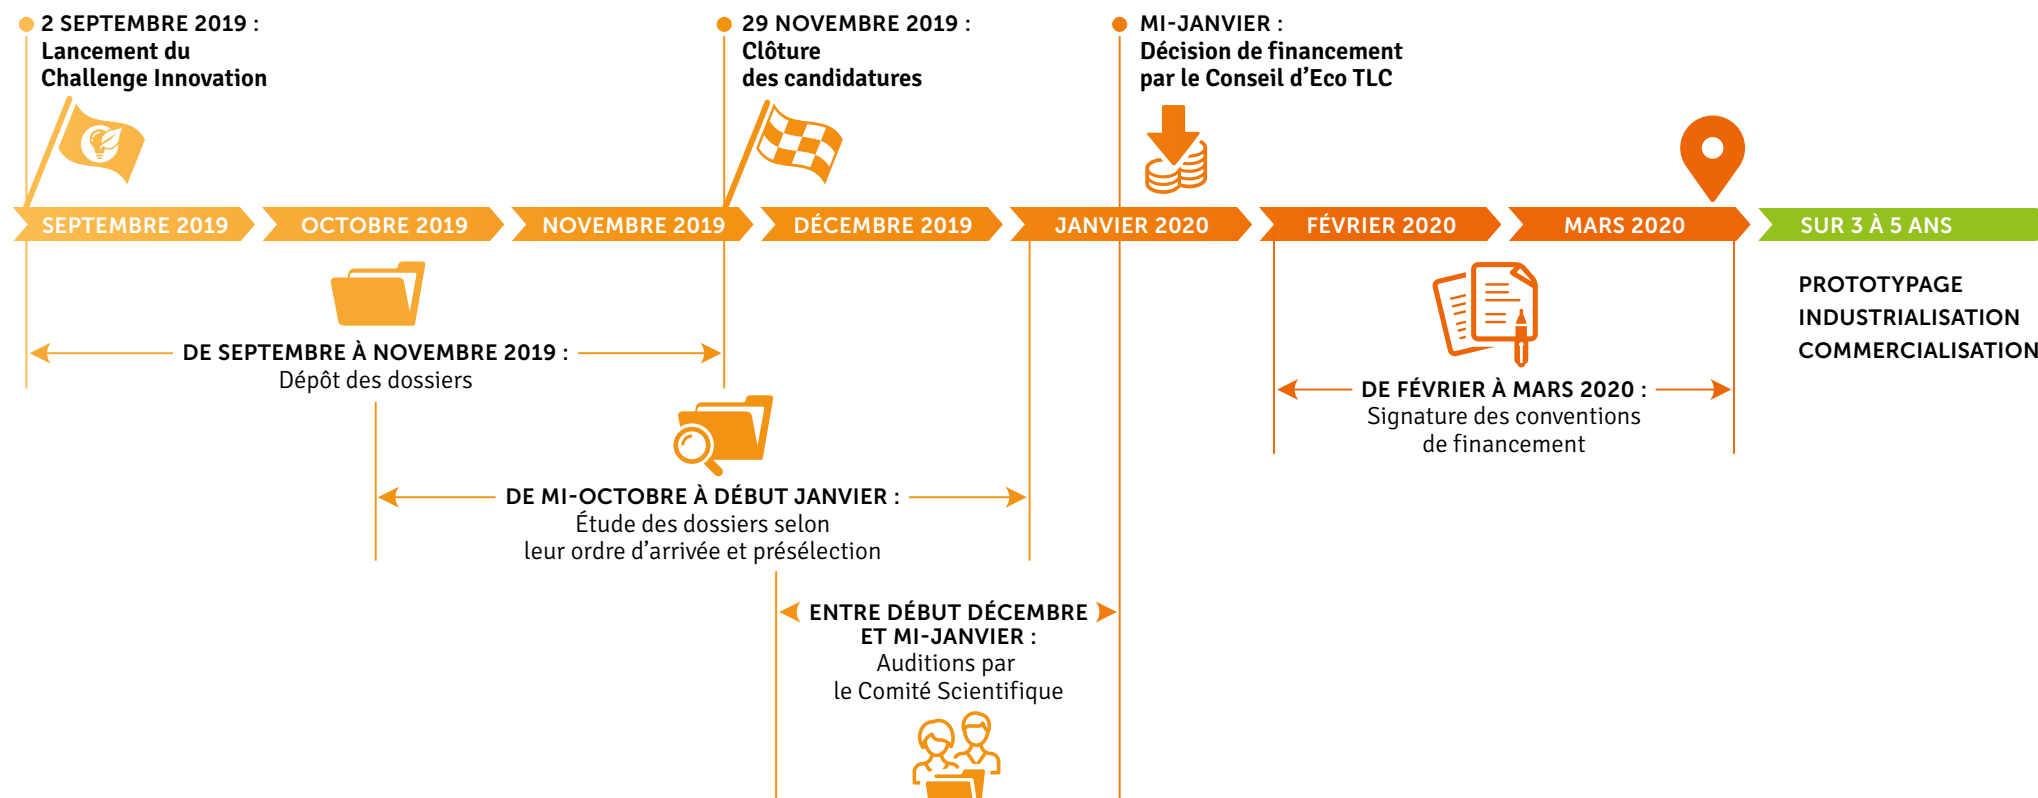 2 SEPTEMBRE 2019 :
Lancement du
Challenge Innovation
29 NOVEMBRE 2019 :
Clôture
des candidatures
MI-JANVIER :
Décision de financement
par le Conseil d’Eco TLC
SEPTEMBRE 2019
OCTOBRE 2019
NOVEMBRE 2019
DÉCEMBRE 2019
JANVIER 2020
FÉVRIER 2020
MARS 2020
SUR 3 À 5 ANS
PROTOTYPAGE
INDUSTRIALISATION
COMMERCIALISATION
DE SEPTEMBRE À NOVEMBRE 2019 :
Dépôt des dossiers
DE FÉVRIER À MARS 2020 :
Signature des conventions
de financement
DE MI-OCTOBRE À DÉBUT JANVIER :
Étude des dossiers selon
leur ordre d’arrivée et présélection
ENTRE DÉBUT DÉCEMBRE
ET MI-JANVIER :
Auditions par
le Comité Scientifique